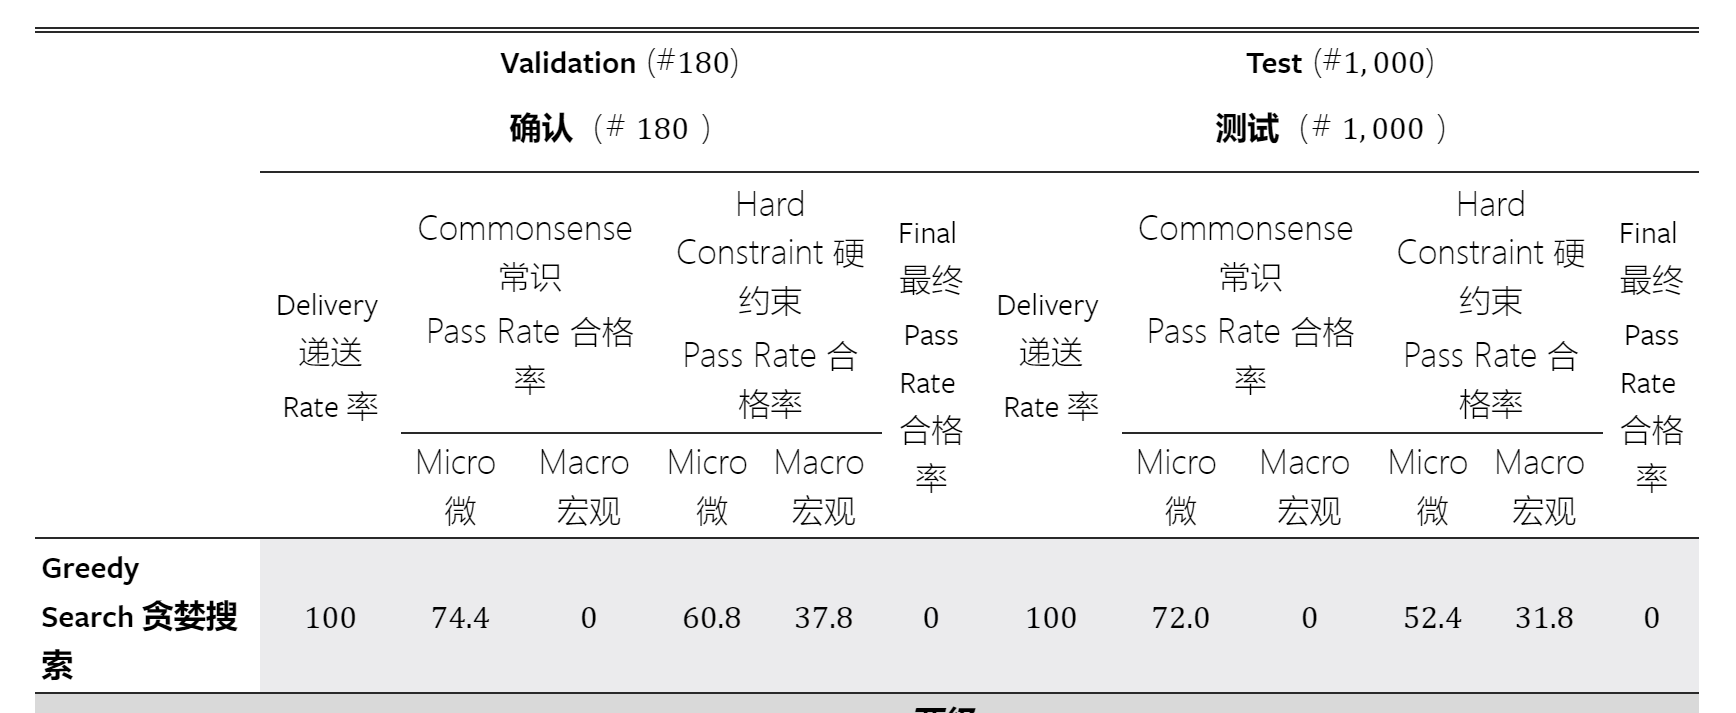 Validation (#180)
Test (#1,000)
确认 (# 180 )
测试 (# 1,000 )
Delivery
递送
Rate 率
Commonsense
常识
Pass Rate 合格
率
Hard
Constraint 硬
约束
Pass Rate 合
格率
Final
最终
Pass
Rate
合格
率
Delivery
递送
Rate 率
Commonsense
常识
Pass Rate 合格
率
Hard
Constraint 硬
约束
Pass Rate 合
格率
Final
最终
Pass
Rate
合格
率
Micro Macro Micro Macro Micro Macro Micro Macro
微 宏观 微 宏观 微 宏观 微 宏观
Greedy
Search 贪婪搜 100 74.4 0 60.8 37.8 0 100 72.0 0 52.4 31.8 0
索